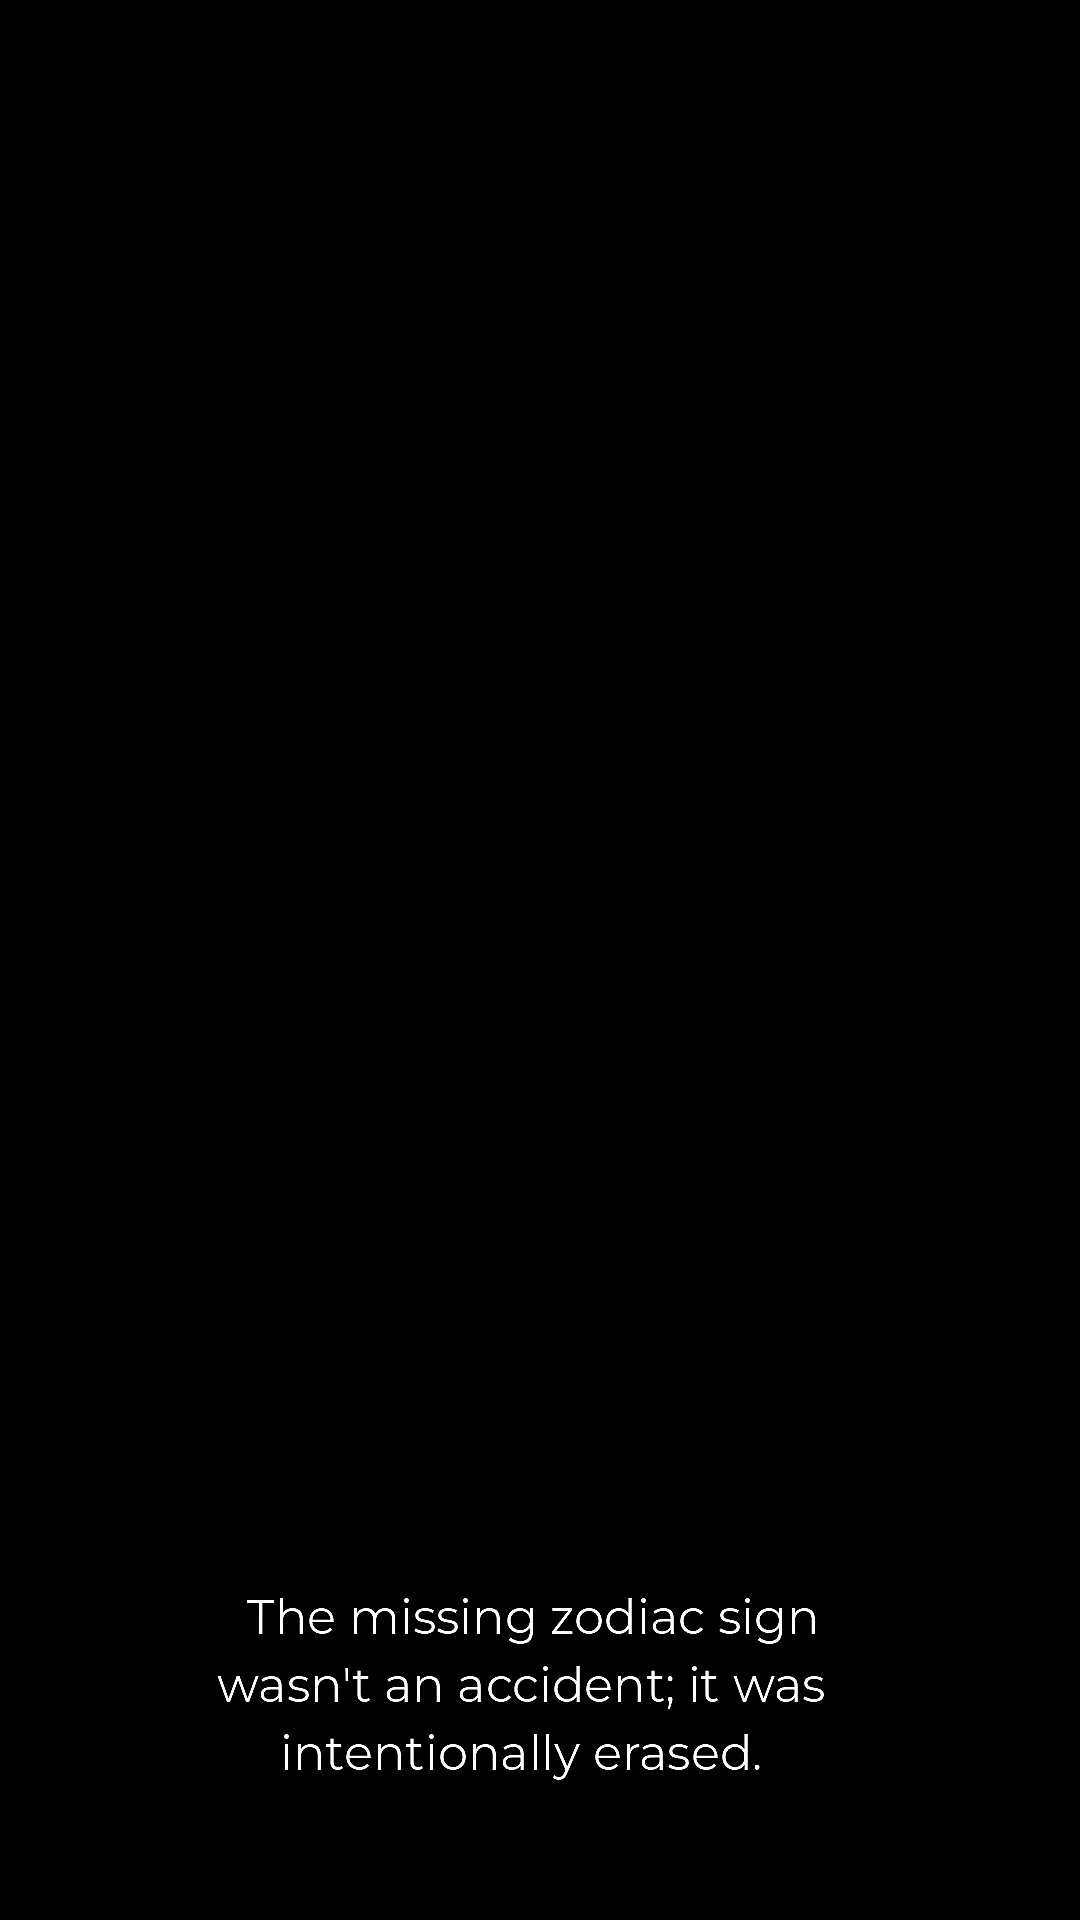 The missing zodiac sign
wasn't an accident; it was
intentionally erased.